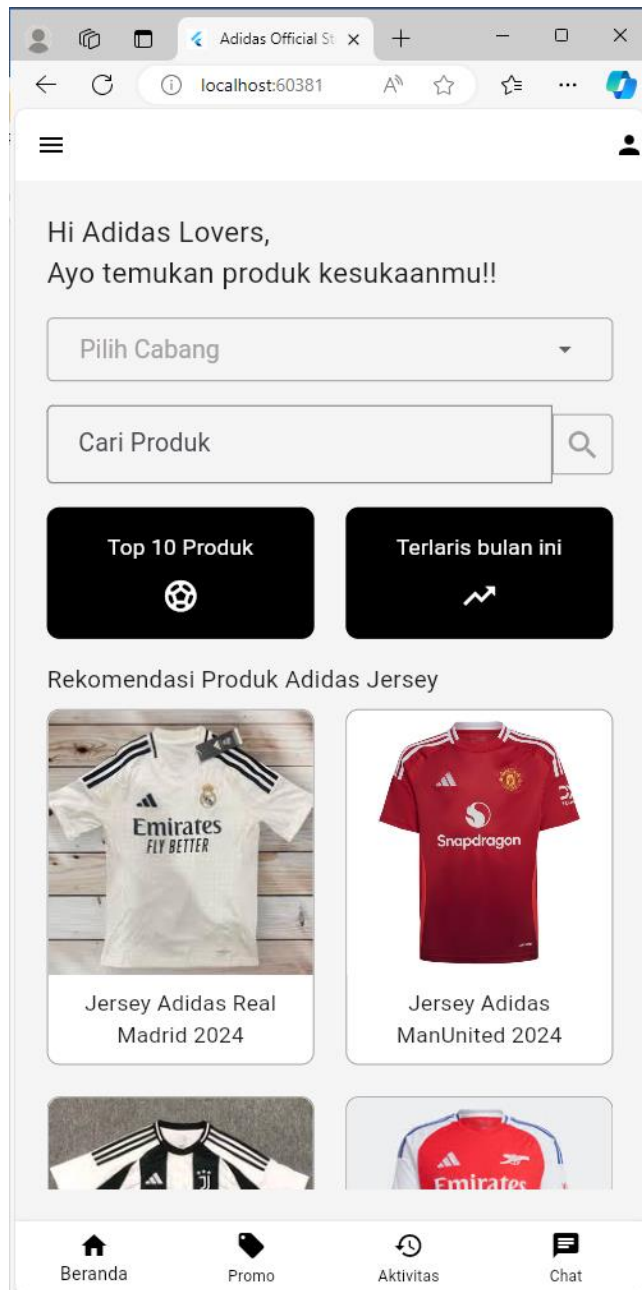 Adidas Official St
localhost:60381
Hi Adidas Lovers,
Ayo temukan produk kesukaanmu!!
Pilih Cabang
Cari Produk
Top 10 Produk
Terlaris bulan ini
Rekomendasi Produk Adidas Jersey
Emirates
FLY BETTER
Snapdragon
Jersey Adidas Real
Madrid 2024
Jersey Adidas
ManUnited 2024
Emirates
Beranda
Promo
Aktivitas
Chat